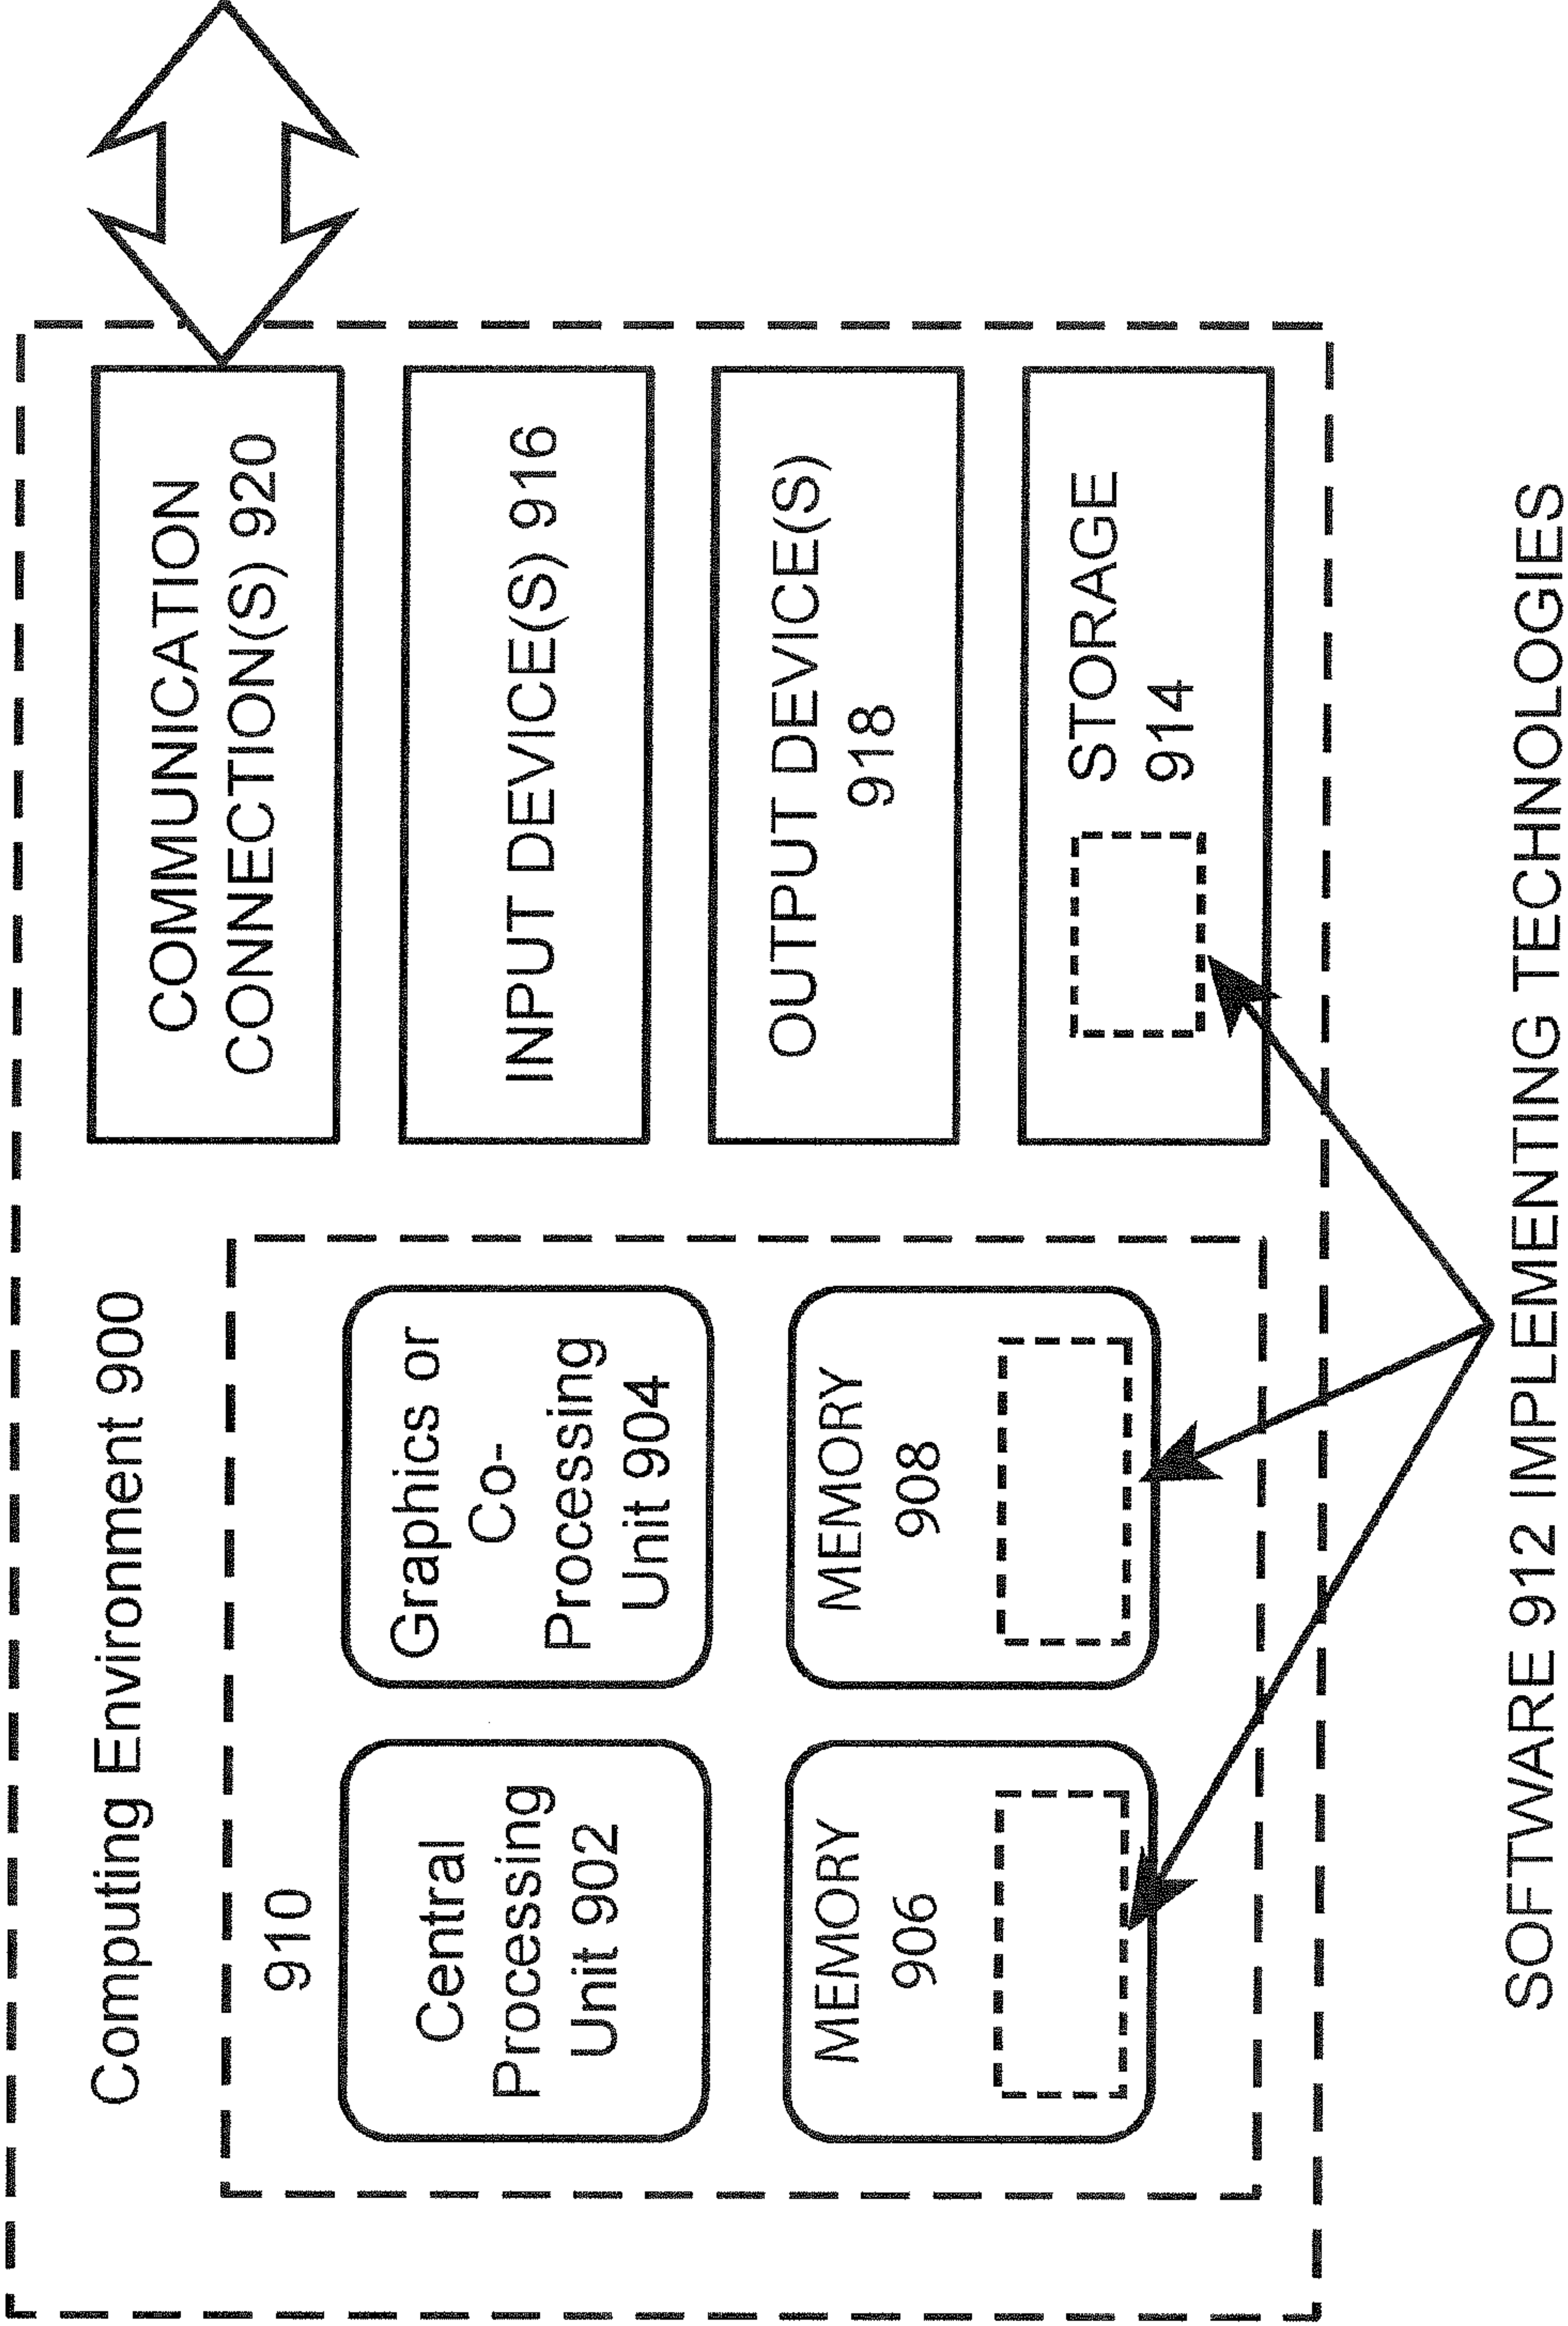 Computing Environment 900
910
Central
Processing
Unit 902
Graphics or
Co-
Processing
Unit 904
MEMORY
906
MEMORY
908
COMMUNICATION
CONNECTION(S) 920
INPUT DEVICE(S) 916
OUTPUT DEVICE(S)
918
STORAGE
914
SOFTWARE 912 IMPLEMENTING TECHNOLOGIES